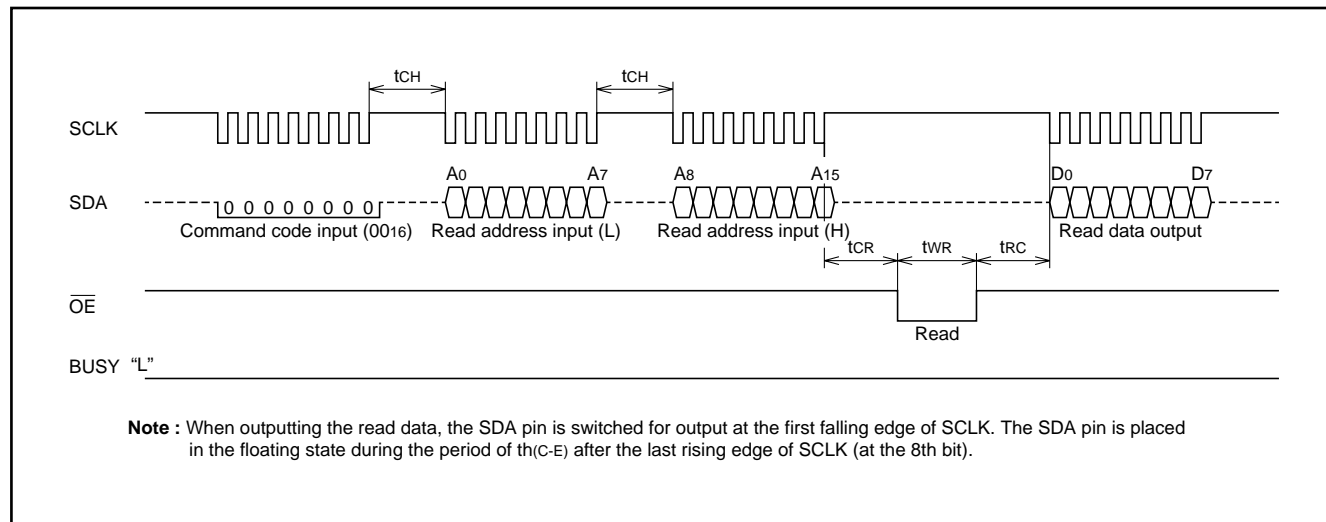 tCH tCH
SCLK
A0 A7 A8 A15 D0 D7
SDA
0 0 0 0 0 0 0 0
Command code input (0016) Read address input (L) Read address input (H) Read data output
tCR tWR tRC
OE
Read
BUSY “L”
Note : When outputting the read data, the SDA pin is switched for output at the first falling edge of SCLK. The SDA pin is placed
in the floating state during the period of th(C-E) after the last rising edge of SCLK (at the 8th bit).